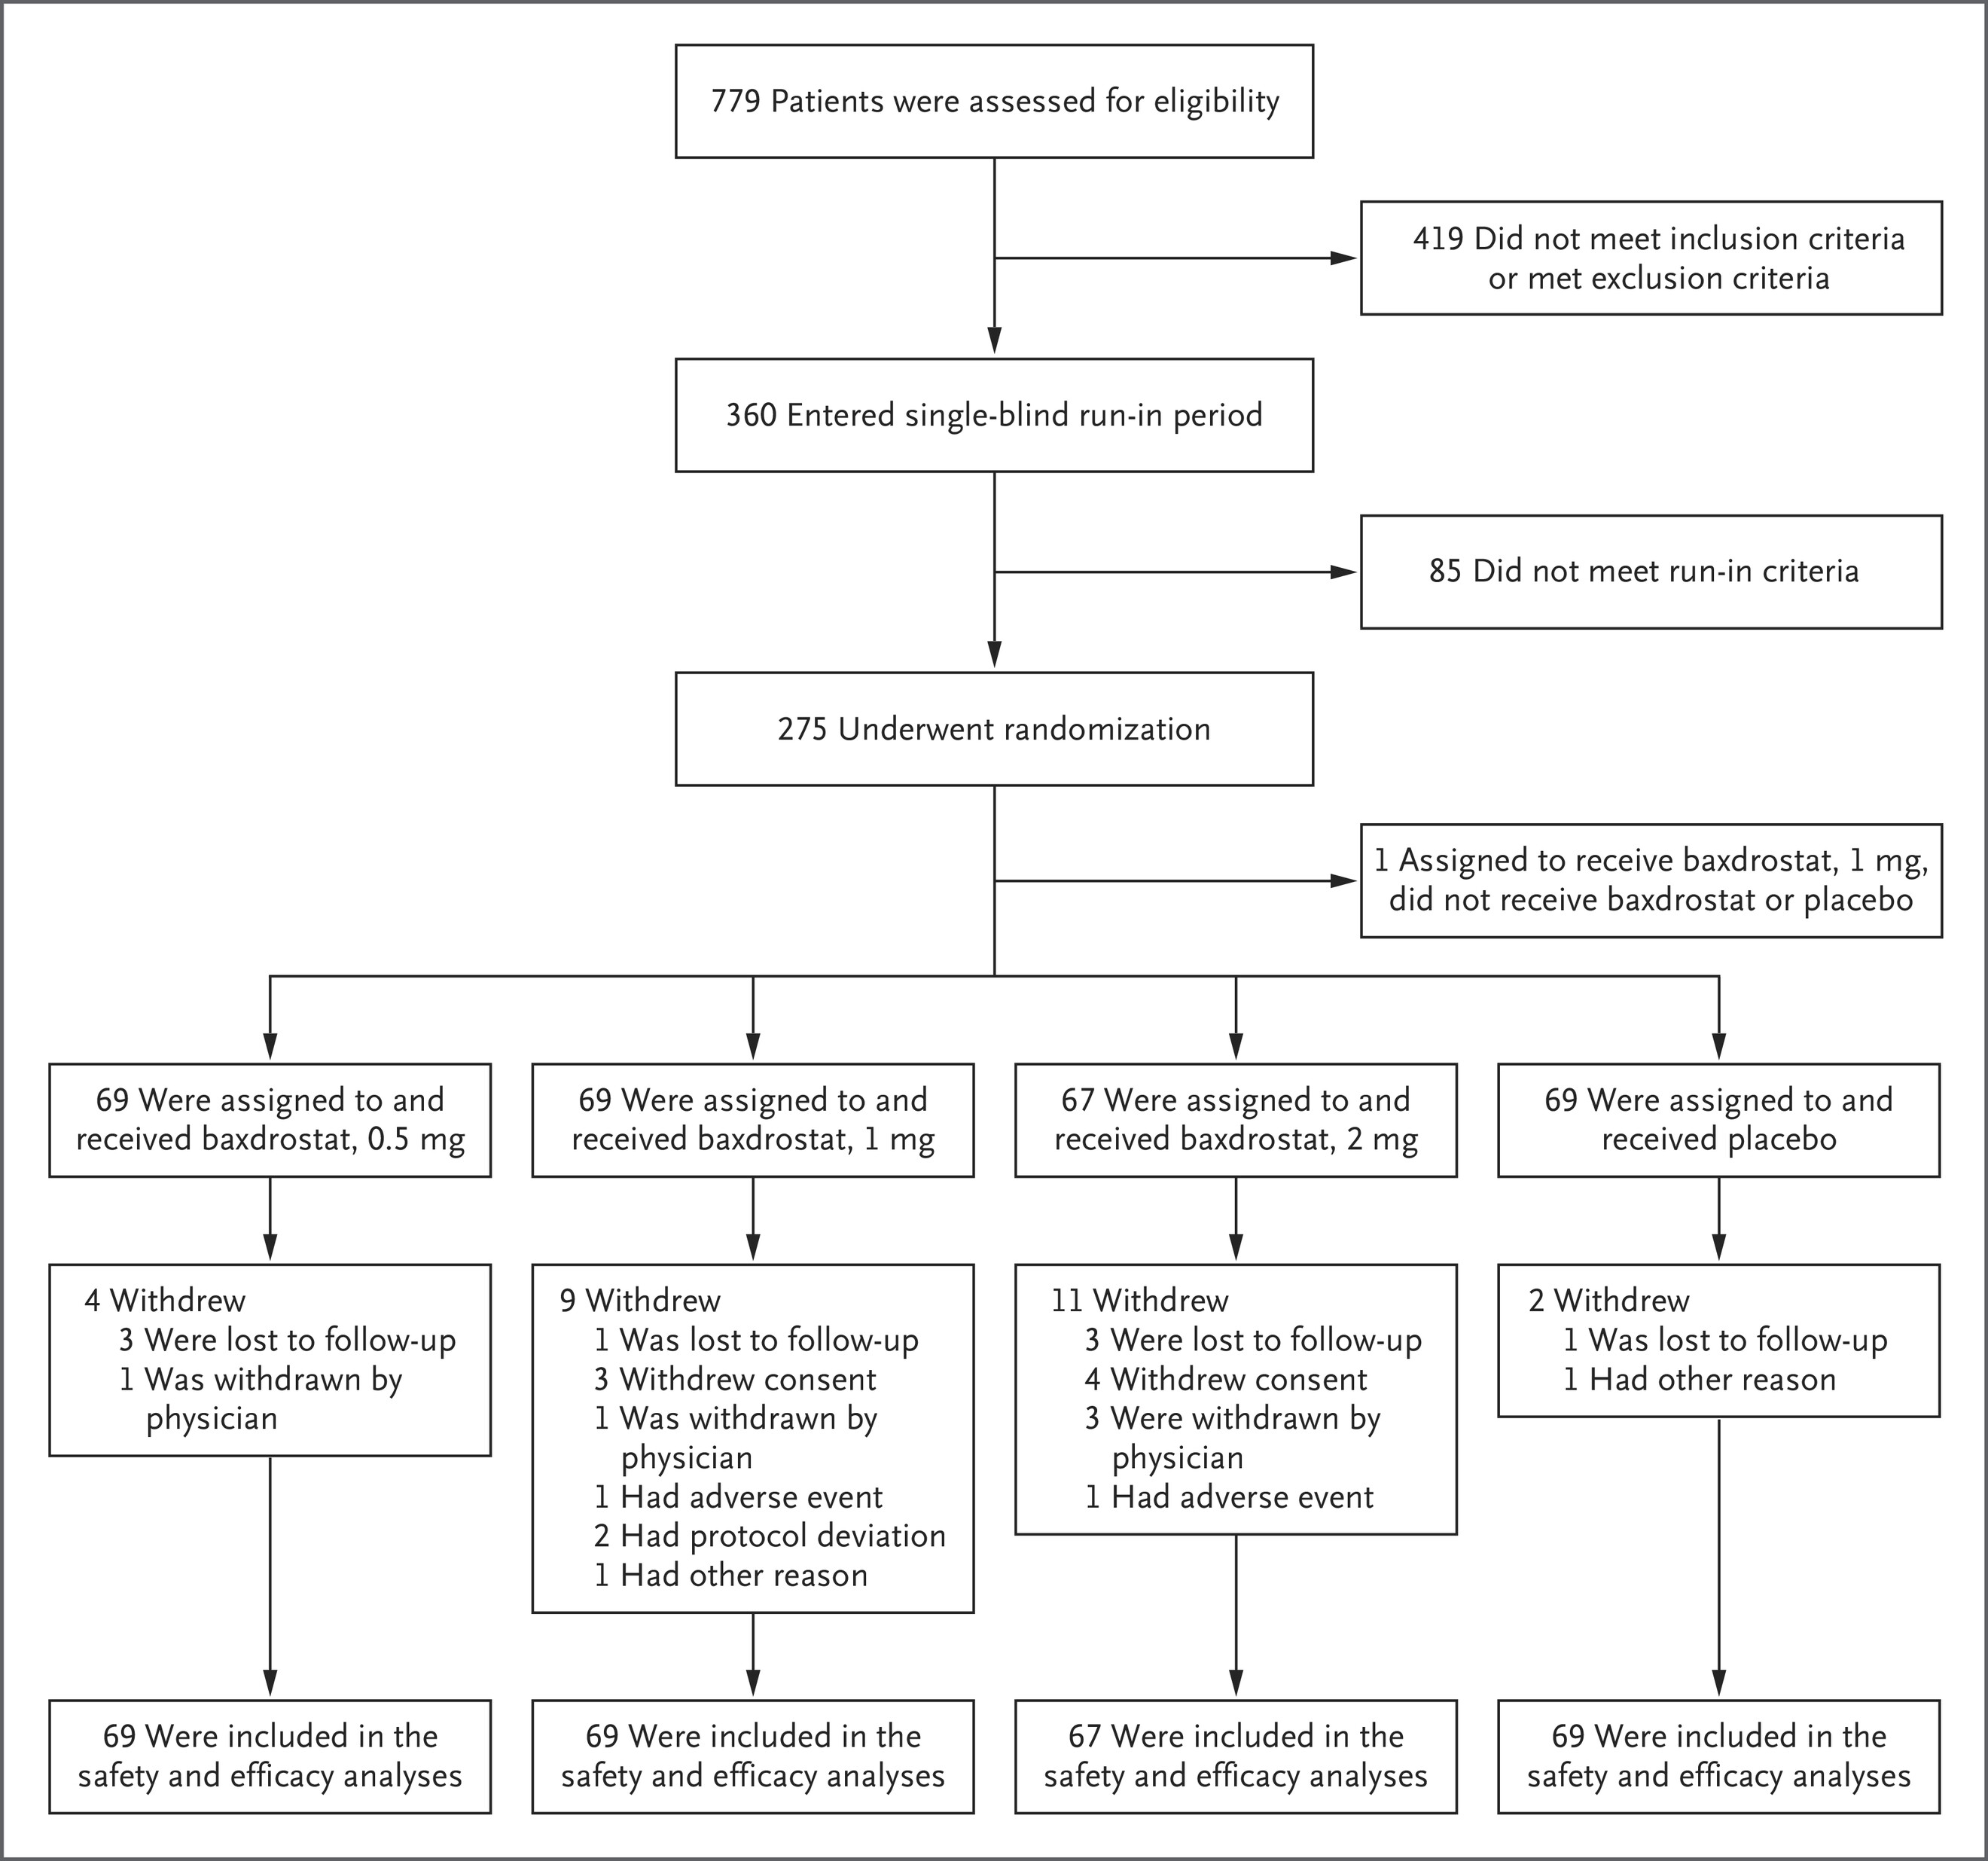 779 Patients were assessed for eligibility
419 Did not meet inclusion criteria
or met exclusion criteria
360 Entered single-blind run-in period
85 Did not meet run-in criteria
275 Underwent randomization
1 Assigned to receive baxdrostat, 1 mg,
did not receive baxdrostat or placebo
69 Were assigned to and
received baxdrostat, 0.5 mg
69 Were assigned to and
received baxdrostat, 1 mg
67 Were assigned to and
received baxdrostat, 2 mg
69 Were assigned to and
received placebo
4 Withdrew
3 Were lost to follow-up
1 Was withdrawn by
physician
9 Withdrew
1 Was lost to follow-up
3 Withdrew consent
1 Was withdrawn by
physician
1 Had adverse event
2 Had protocol deviation
1 Had other reason
11 Withdrew
3 Were lost to follow-up
4 Withdrew consent
3 Were withdrawn by
physician
1 Had adverse event
2 Withdrew
1 Was lost to follow-up
1 Had other reason
69 Were included in the
safety and efficacy analyses
69 Were included in the
safety and efficacy analyses
67 Were included in the
safety and efficacy analyses
69 Were included in the
safety and efficacy analyses